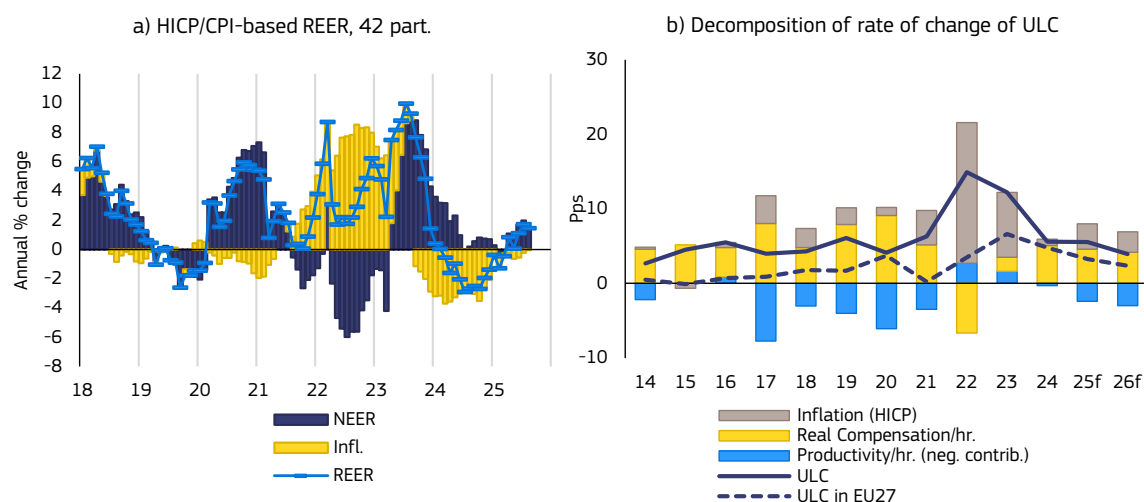 a) HICP/CPI-based REER, 42 part.
Annual % change
12
10
8
6
4
2
0
-2
-4
-6
-8
18 19 20 21 22 23 24 25
NEER
Infl.
REER
b) Decomposition of rate of change of ULC
Pps
30
20
10
0
-10
14 15 16 17 18 19 20 21 22 23 24 25f 26f
Inflation (HICP)
Real Compensation/hr.
Productivity/hr. (neg. contrib.)
ULC
ULC in EU27